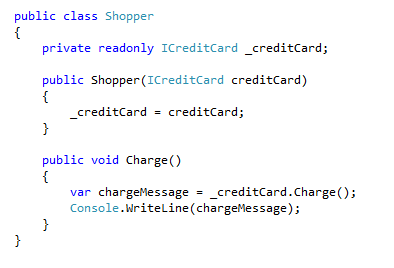 public class Shopper
{
    private readonly ICreditCard _creditCard;

    public Shopper(ICreditCard creditCard)
    {
        _creditCard = creditCard;
    }

    public void Charge()
    {
        var chargeMessage = _creditCard.Charge();
        Console.WriteLine(chargeMessage);
    }
}